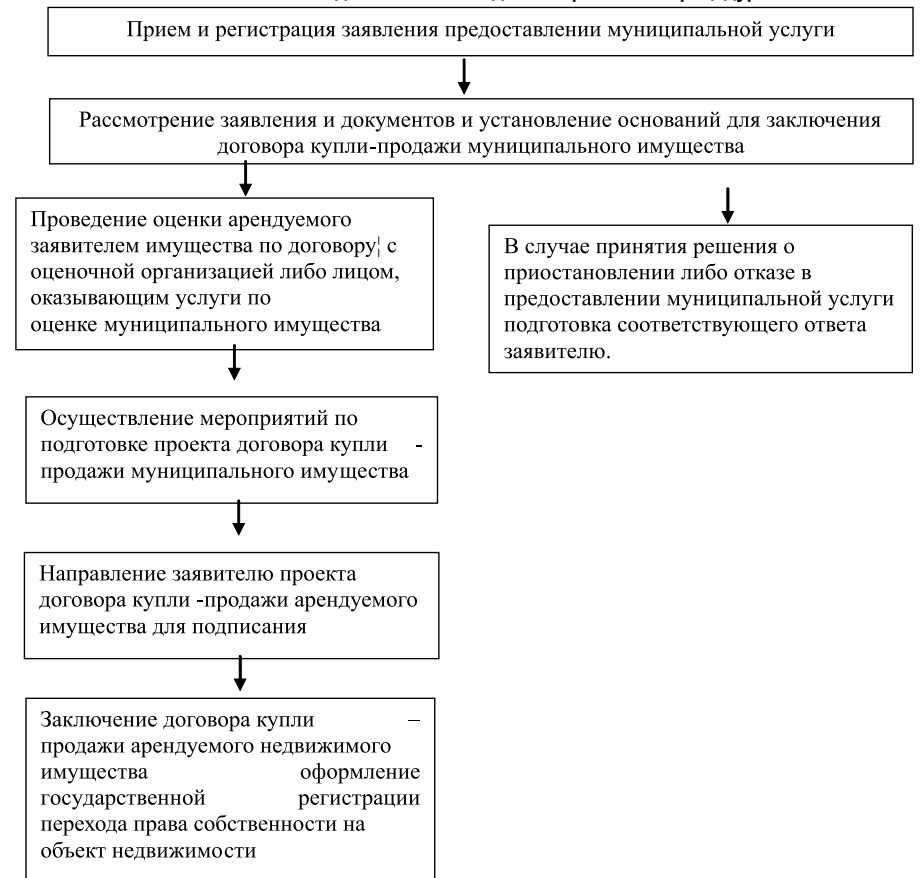 Прием и регистрация заявления предоставлении муниципальной услуги
Рассмотрение заявления и документов и установление оснований для заключения
договора купли-продажи муниципального имущества
Проведение оценки арендуемого
заявителем имущества по договору¦ с
оценочной организацией либо лицом,
оказывающим услуги по
оценке муниципального имущества
В случае принятия решения о
приостановлении либо отказе в
предоставлении муниципальной услуги
подготовка соответствующего ответа
заявителю.
Осуществление мероприятий по
подготовке проекта договора купли -
продажи муниципального имущества
Направление заявителю проекта
договора купли -продажи арендуемого
имущества для подписания
Заключение договора купли –
продажи арендуемого недвижимого
имущества оформление
государственной регистрации
перехода права собственности на
объект недвижимости